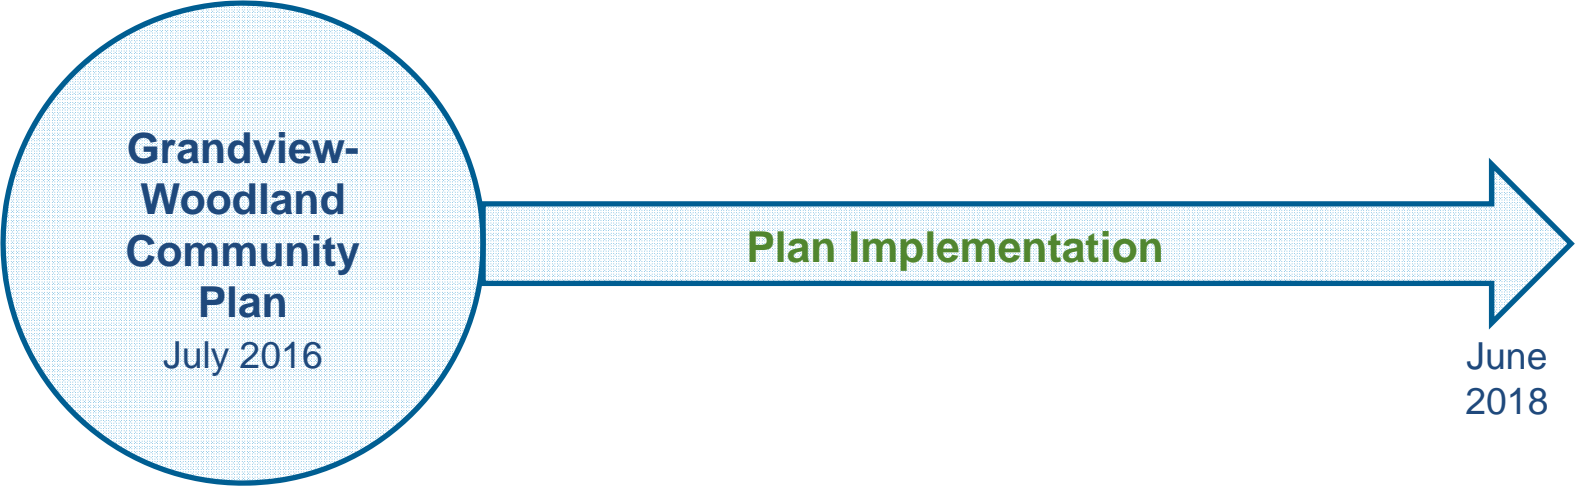 Grandview-
Woodland
Community
Plan
July 2016
Plan Implementation
June
2018